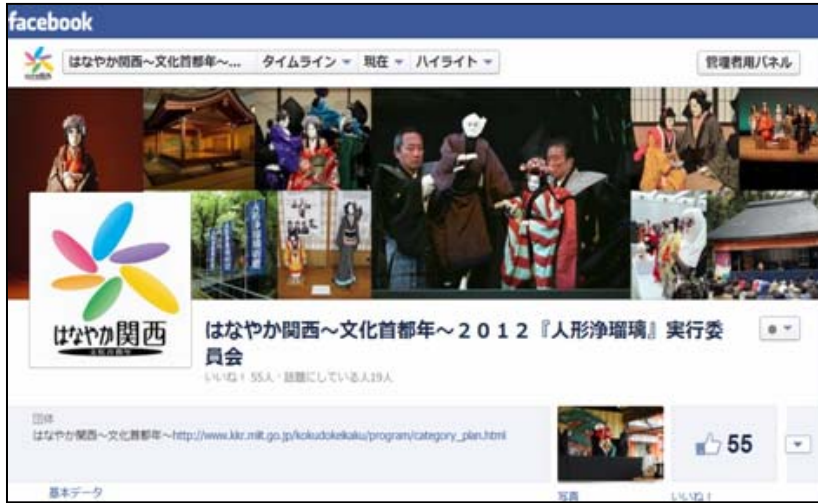 facebook
はなやか関西～文化首都年～... タイムライン 現在 ハイライト 管理者用パネル
はなやか関西
はなやか関西～文化首都年～２０１２『人形浄瑠璃』実行委
員会
いいね！ 55人・話題にしている人19人
団体
はなやか関西～文化首都年～http://www.kkr.mlit.go.jp/kokudokeikaku/program/category_plan.html
55
基本データ
写真
いいね！